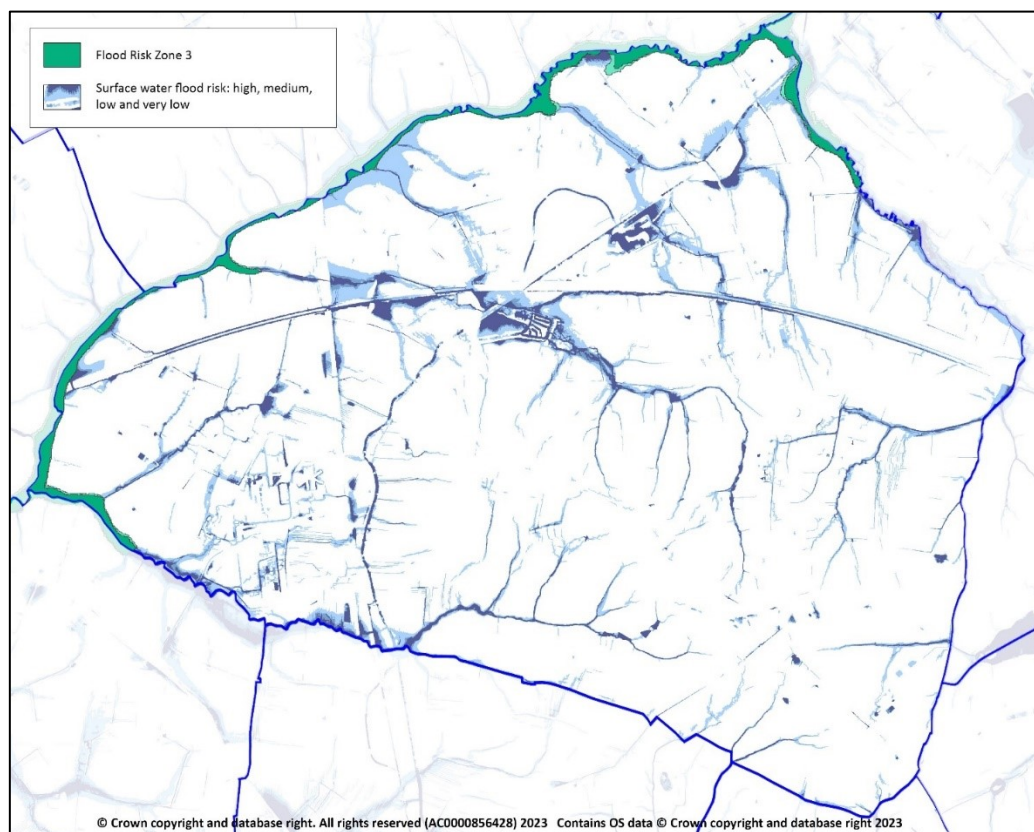 Flood Risk Zone 3
Surface water flood risk: high, medium,
low and very low
© Crown copyright and database right. All rights reserved (AC0000856428) 2023 Contains OS data © Crown copyright and database right 2023